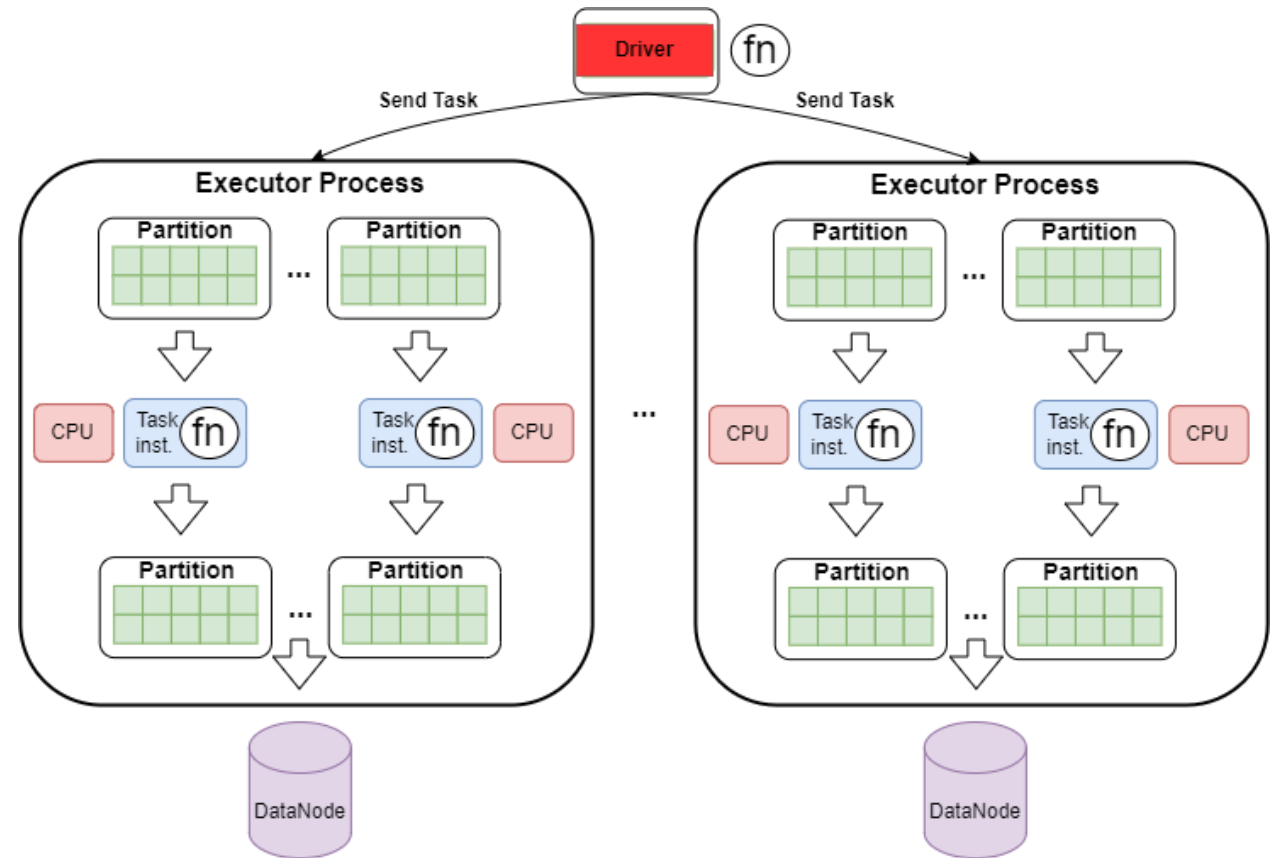 Driver
fn
Send Task
Send Task
Executor Process
Executor Process
Partition
...
Partition
Partition
...
Partition
CPU
Task
inst.
fn
Task
inst.
fn
CPU
...
CPU
Task
inst.
fn
Task
inst.
fn
CPU
Partition
...
Partition
Partition
...
Partition
DataNode
DataNode